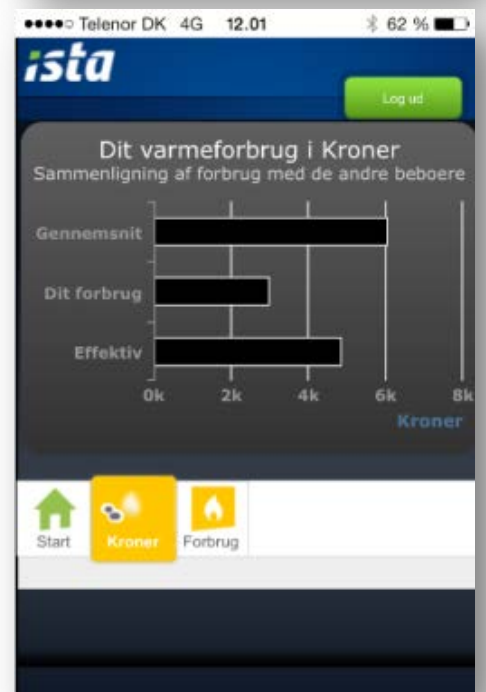 Telenor DK 4G 12.01 62 %
ista
Log ud
Dit varmeforbrug i Kroner
Sammenligning af forbrug med de andre beboere
Gennemsnit
Dit forbrug
Effektiv
0k 2k 4k 6k 8k
Kroner
Start Kroner Forbrug